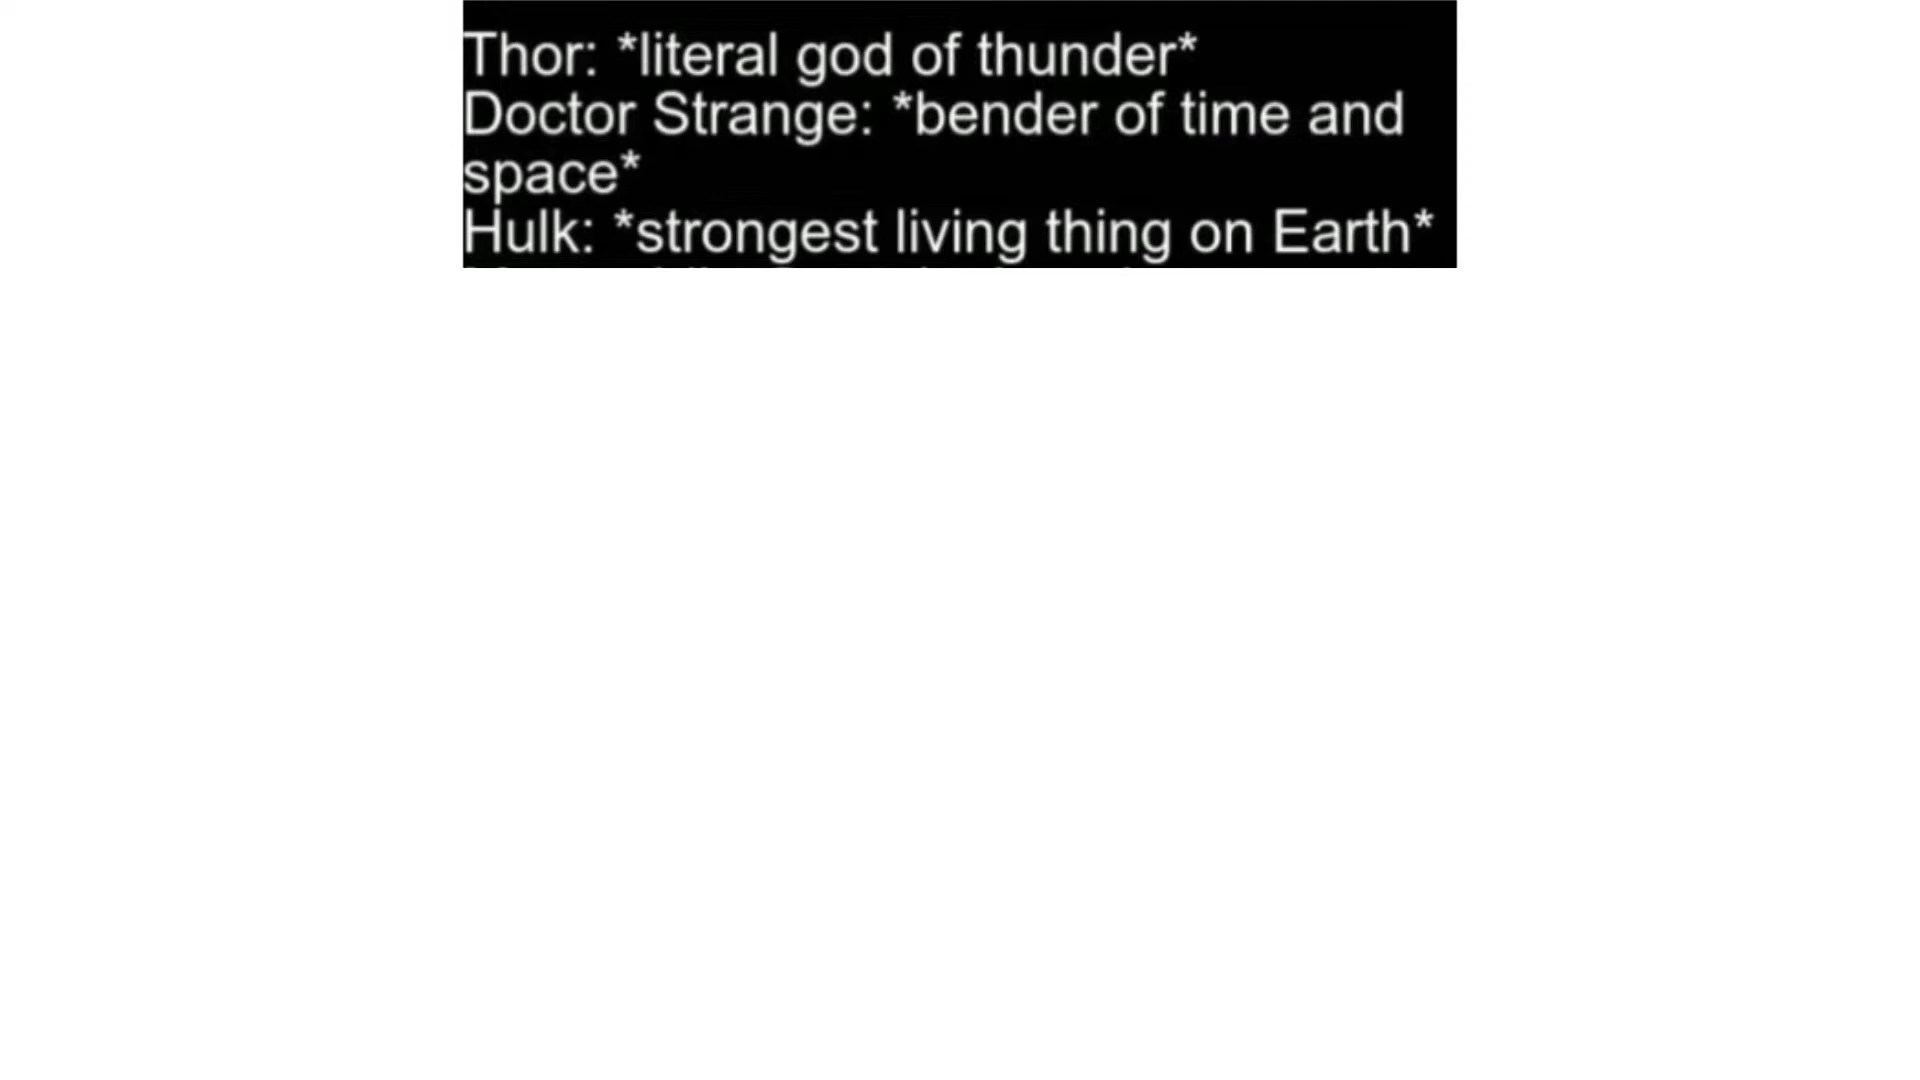 Thor: *literal god of thunder*
Doctor Strange: *bender of time and
space*
Hulk: *strongest living thing on Earth*